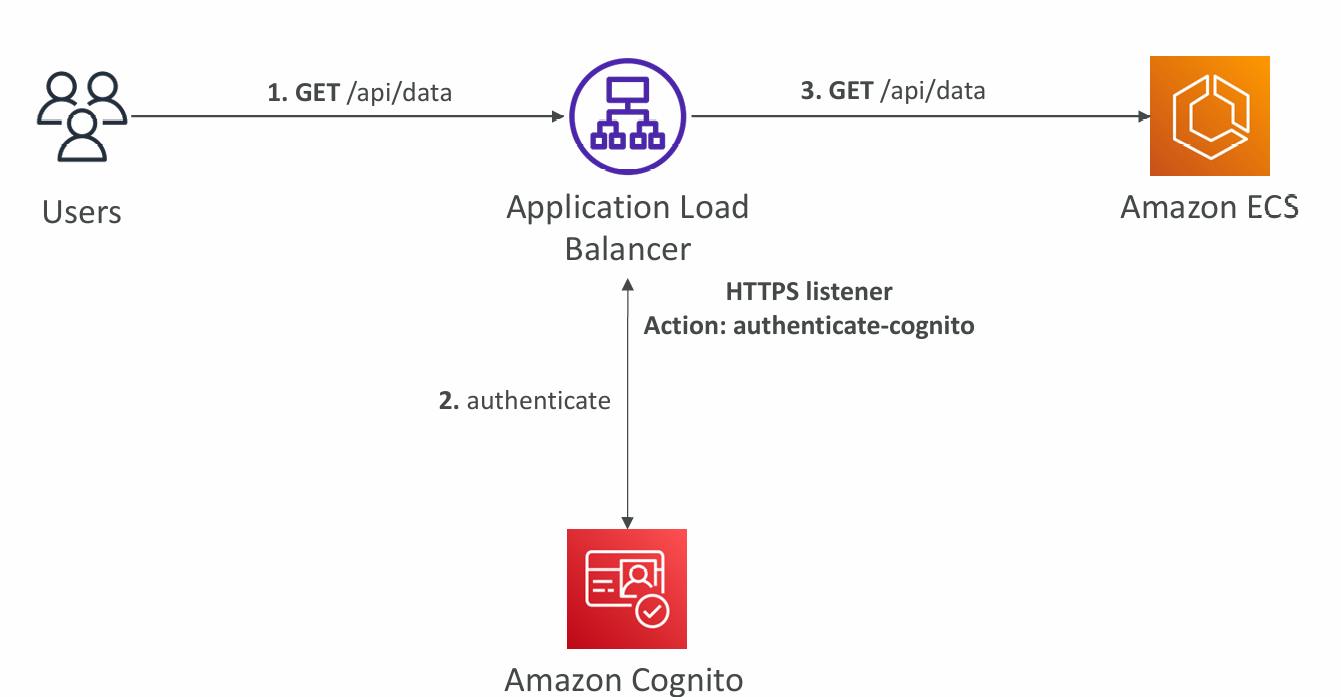 1. GET /api/data
3. GET /api/data
Users
Application Load
Balancer
Amazon ECS
HTTPS listener
Action: authenticate-cognito
2. authenticate
Amazon Cognito